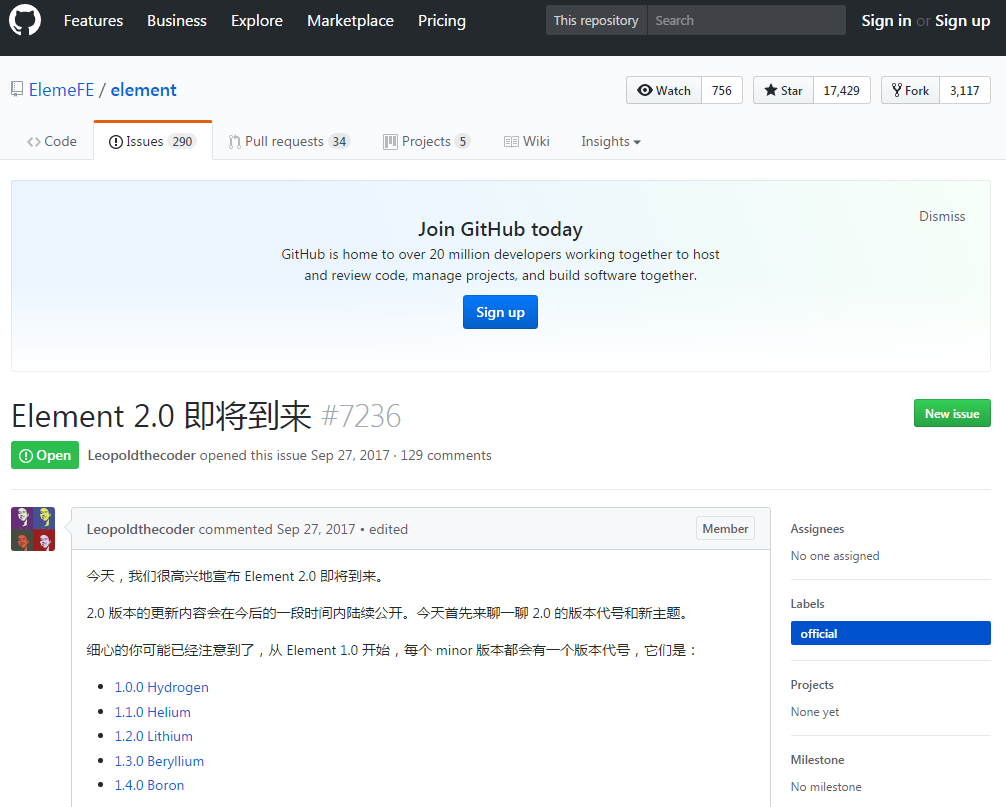 Features Business Explore Marketplace Pricing This repository Search Sign in or Sign up
ElemeFE / element Watch 756 Star 17,429 Fork 3,117
Code Issues 290 Pull requests 34 Projects 5 Wiki Insights
Dismiss
Join GitHub today
GitHub is home to over 20 million developers working together to host
and review code, manage projects, and build software together.
Sign up
Element 2.0 即将到来 #7236
New issue
Open Leopoldthecoder opened this issue Sep 27, 2017 · 129 comments
Leopoldthecoder commented Sep 27, 2017 • edited Member
今天，我们很高兴地宣布 Element 2.0 即将到来。
2.0 版本的更新内容会在今后的一段时间内陆续公开。今天首先来聊一聊 2.0 的版本代号和新主题。
细心的你可能已经注意到了，从 Element 1.0 开始，每个 minor 版本都会有一个版本代号，它们是：
• 1.0.0 Hydrogen
• 1.1.0 Helium
• 1.2.0 Lithium
• 1.3.0 Beryllium
• 1.4.0 Boron
Assignees
No one assigned
Labels
official
Projects
None yet
Milestone
No milestone